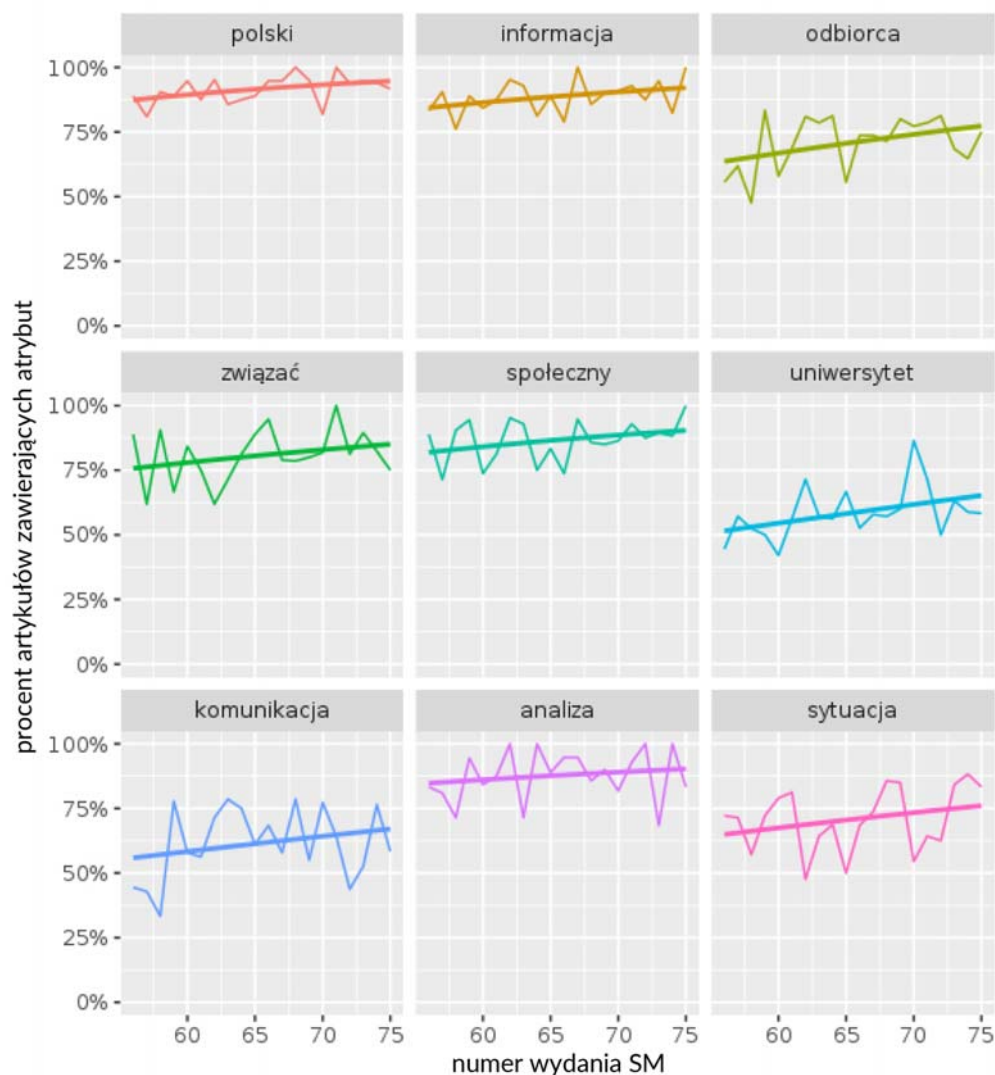 polski informacja odbiorca
100%
75%
50%
25%
0%
związać społeczny uniwersytet
100%
75%
50%
25%
0%
komunikacja analiza sytuacja
100%
75%
50%
25%
0%
60 65 70 75 60 65 70 75 60 65 70 75
numer wydania SM
procent artykułów zawierających atrybut